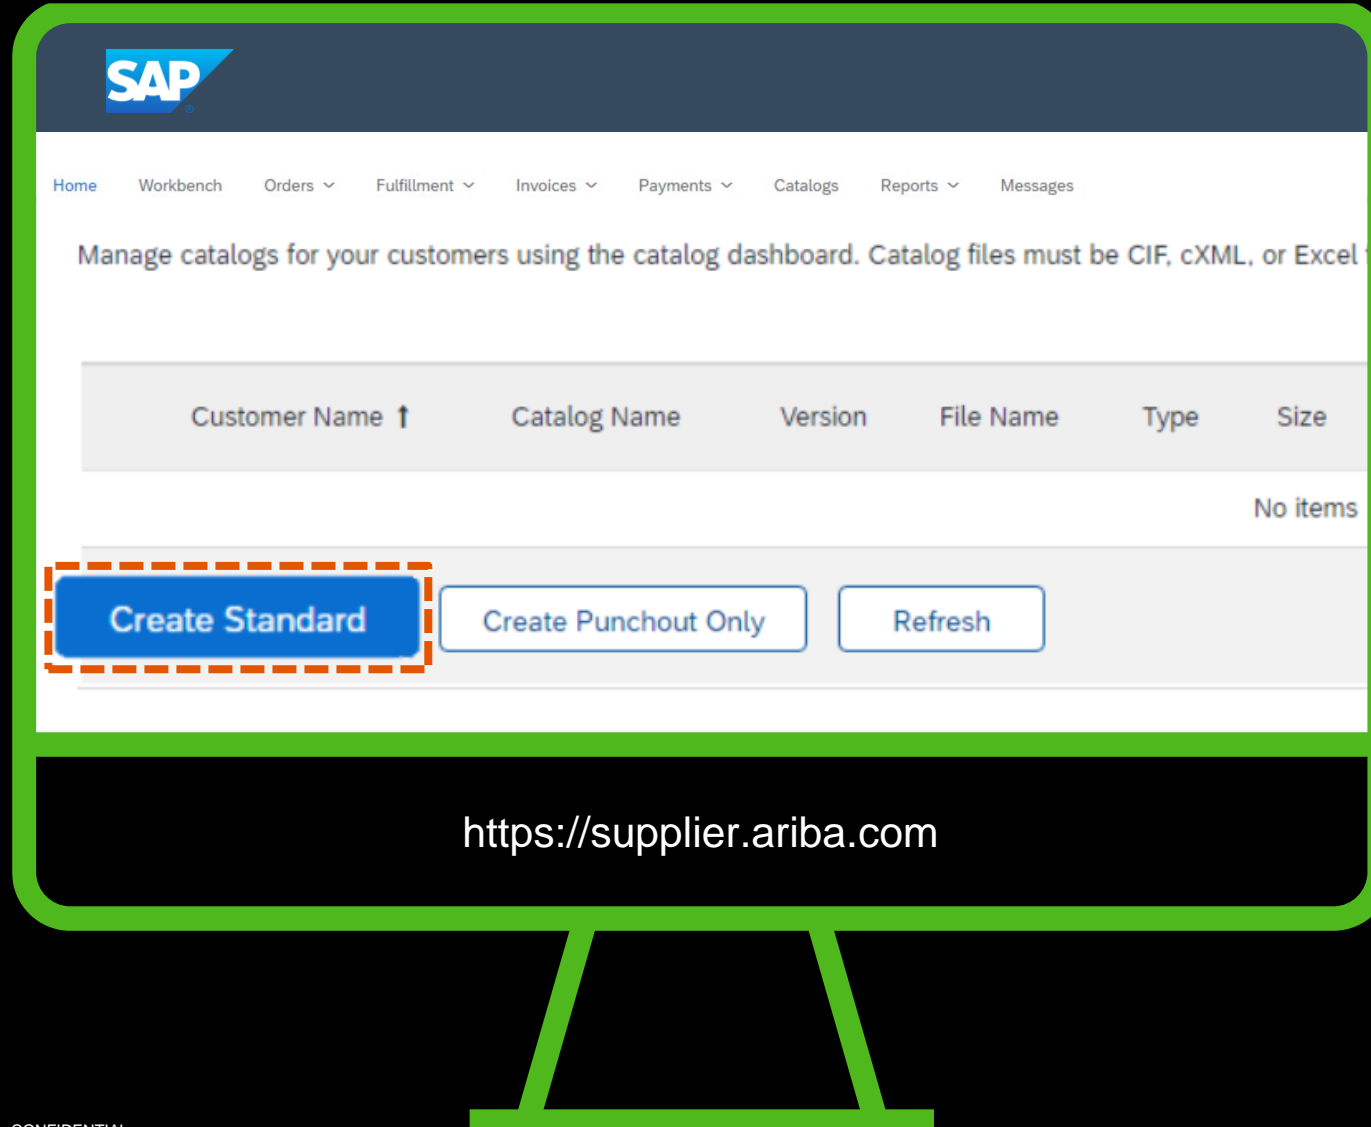 SAP
Home Workbench Orders Fulfillment Invoices Payments Catalogs Reports Messages
Manage catalogs for your customers using the catalog dashboard. Catalog files must be CIF, cXML, or Excel
Customer Name ↑ Catalog Name Version File Name Type Size
No items
Create Standard Create Punchout Only Refresh
https://supplier.ariba.com
CONFIDENTIAL